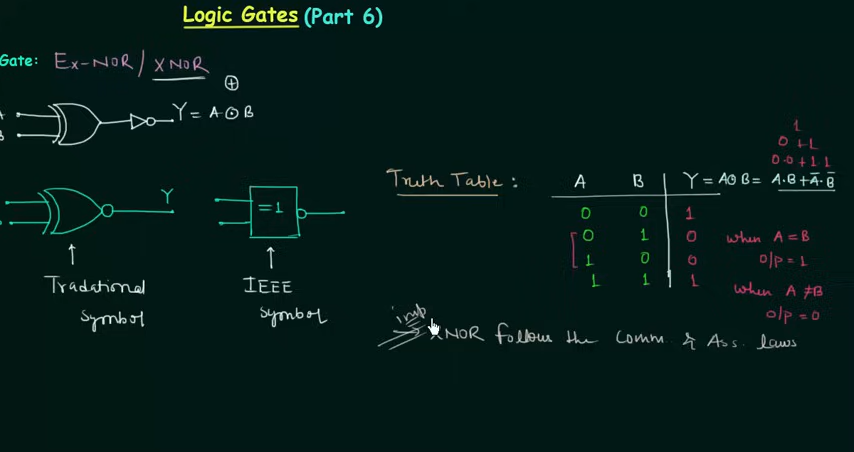 Logic Gates (Part 6)
Gate: Ex-NOR / XNOR
⊕
A
B
Y = A ⊙ B
Y
=1
Tradational
symbol
IEEE
symbol
1
0 + 1
0.0 + 1 1
Truth Table :
A B Y = A⊙B = A.B + A̅.B̅
0 0 1
0 1 0
1 0 0
1 1 1
when A = B
o/p = 1
when A ≠ B
o/p = 0
imp
XNOR follow the comm. & Ass. laws